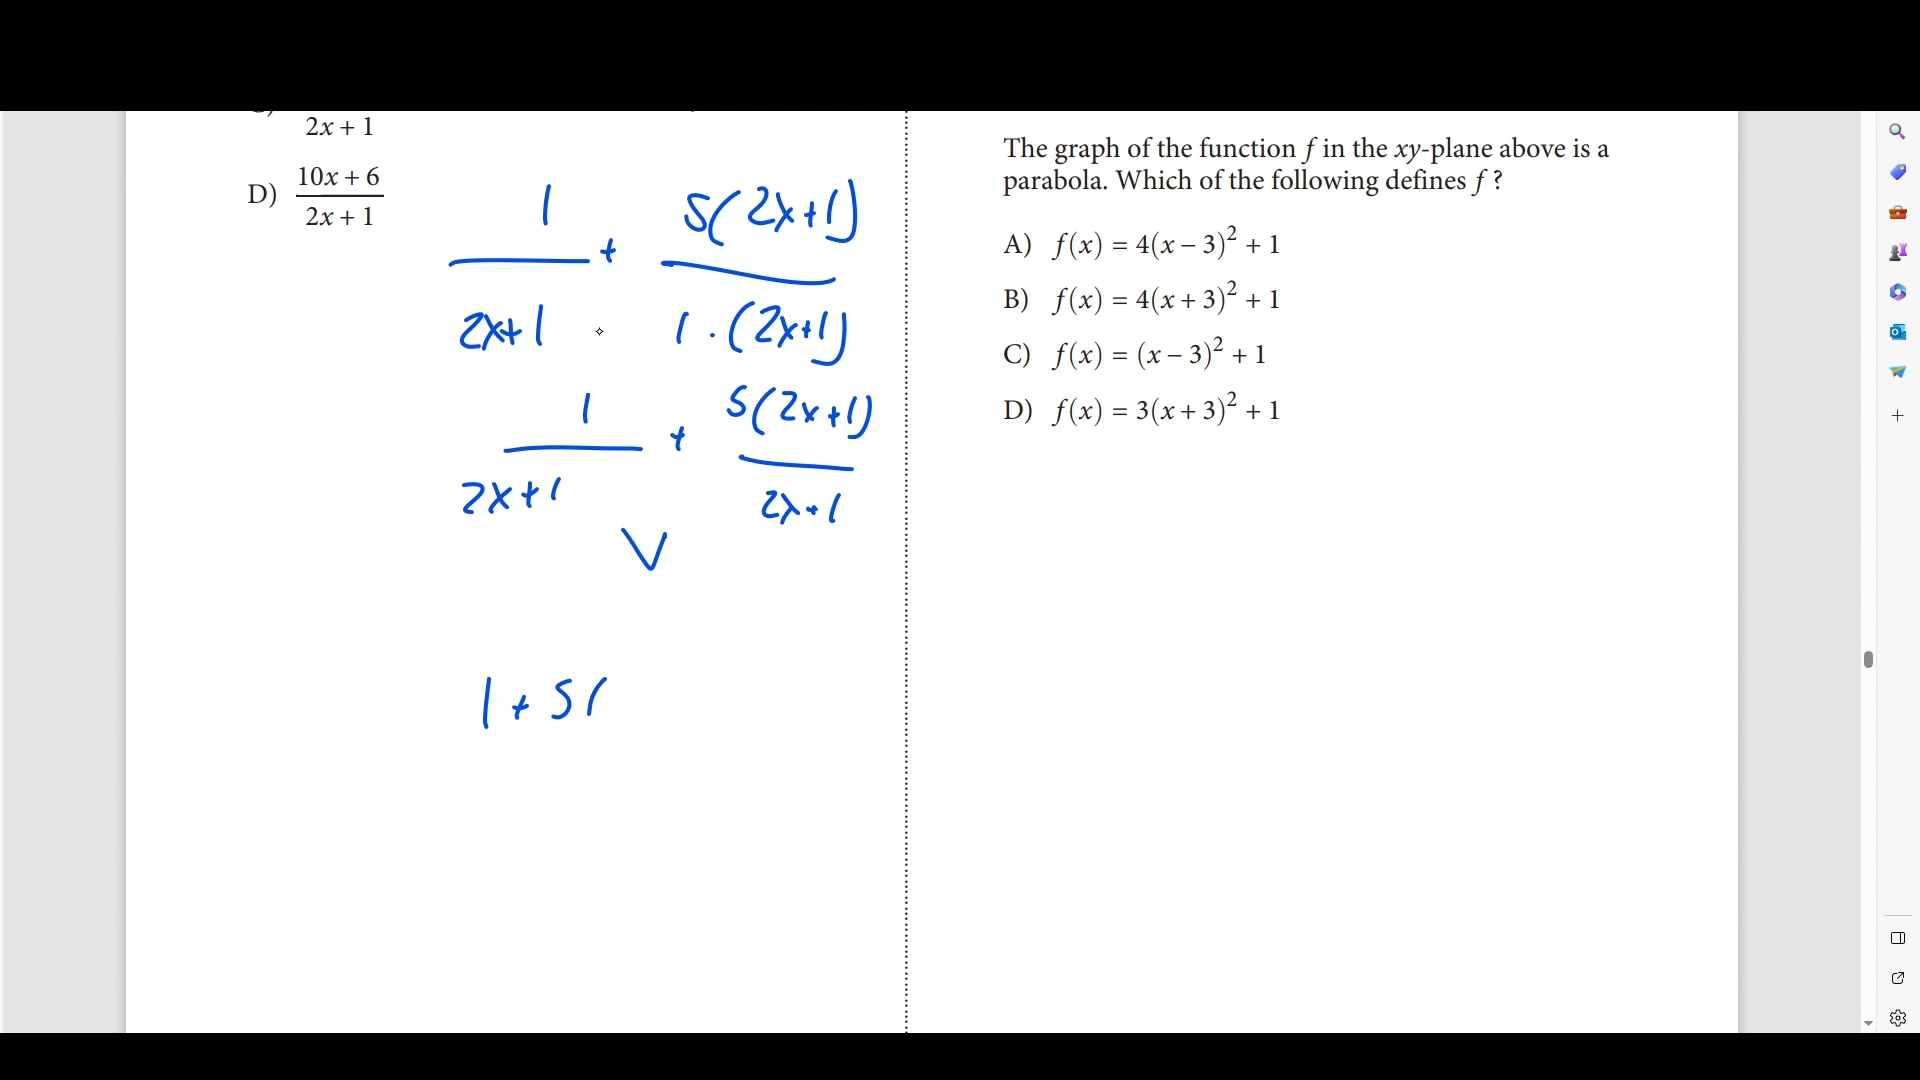 2x + 1
D) 10x + 6
2x + 1
1 + 5(2x+1)
2x+1 1 · (2x+1)
1 + 5(2x+1)
2x+1 2x+1
1 + 5(
The graph of the function f in the xy-plane above is a
parabola. Which of the following defines f ?
A) f(x) = 4(x − 3)² + 1
B) f(x) = 4(x + 3)² + 1
C) f(x) = (x − 3)² + 1
D) f(x) = 3(x + 3)² + 1